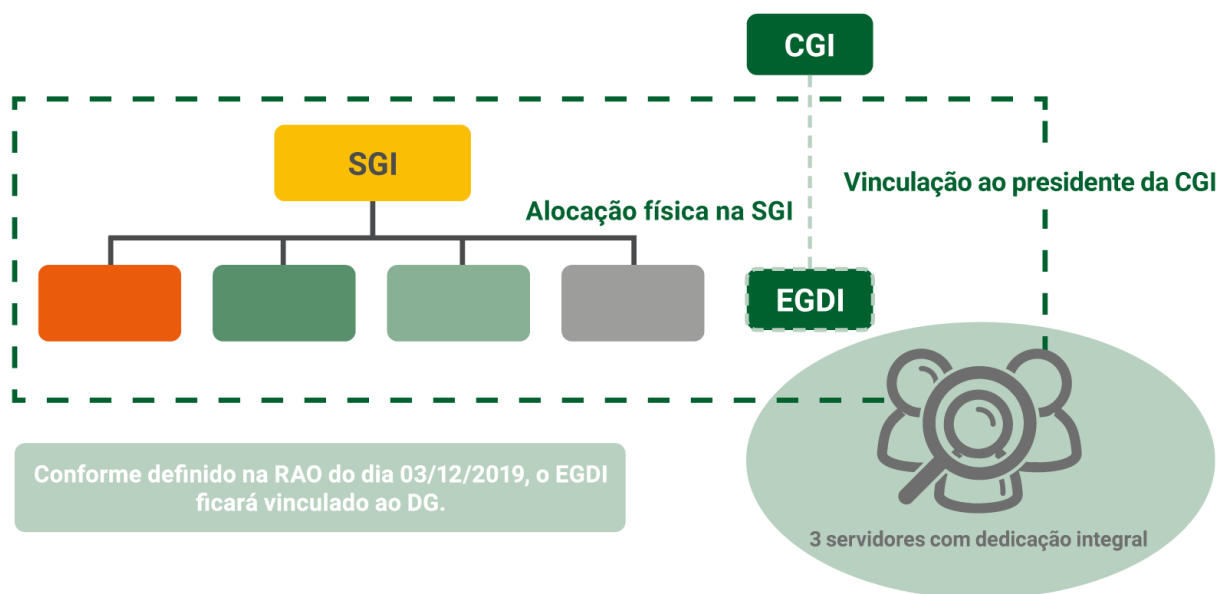 CGI
SGI
Vinculação ao presidente da CGI
Alocação física na SGI
EGDI
Conforme definido na RAO do dia 03/12/2019, o EGDI
ficará vinculado ao DG.
3 servidores com dedicação integral